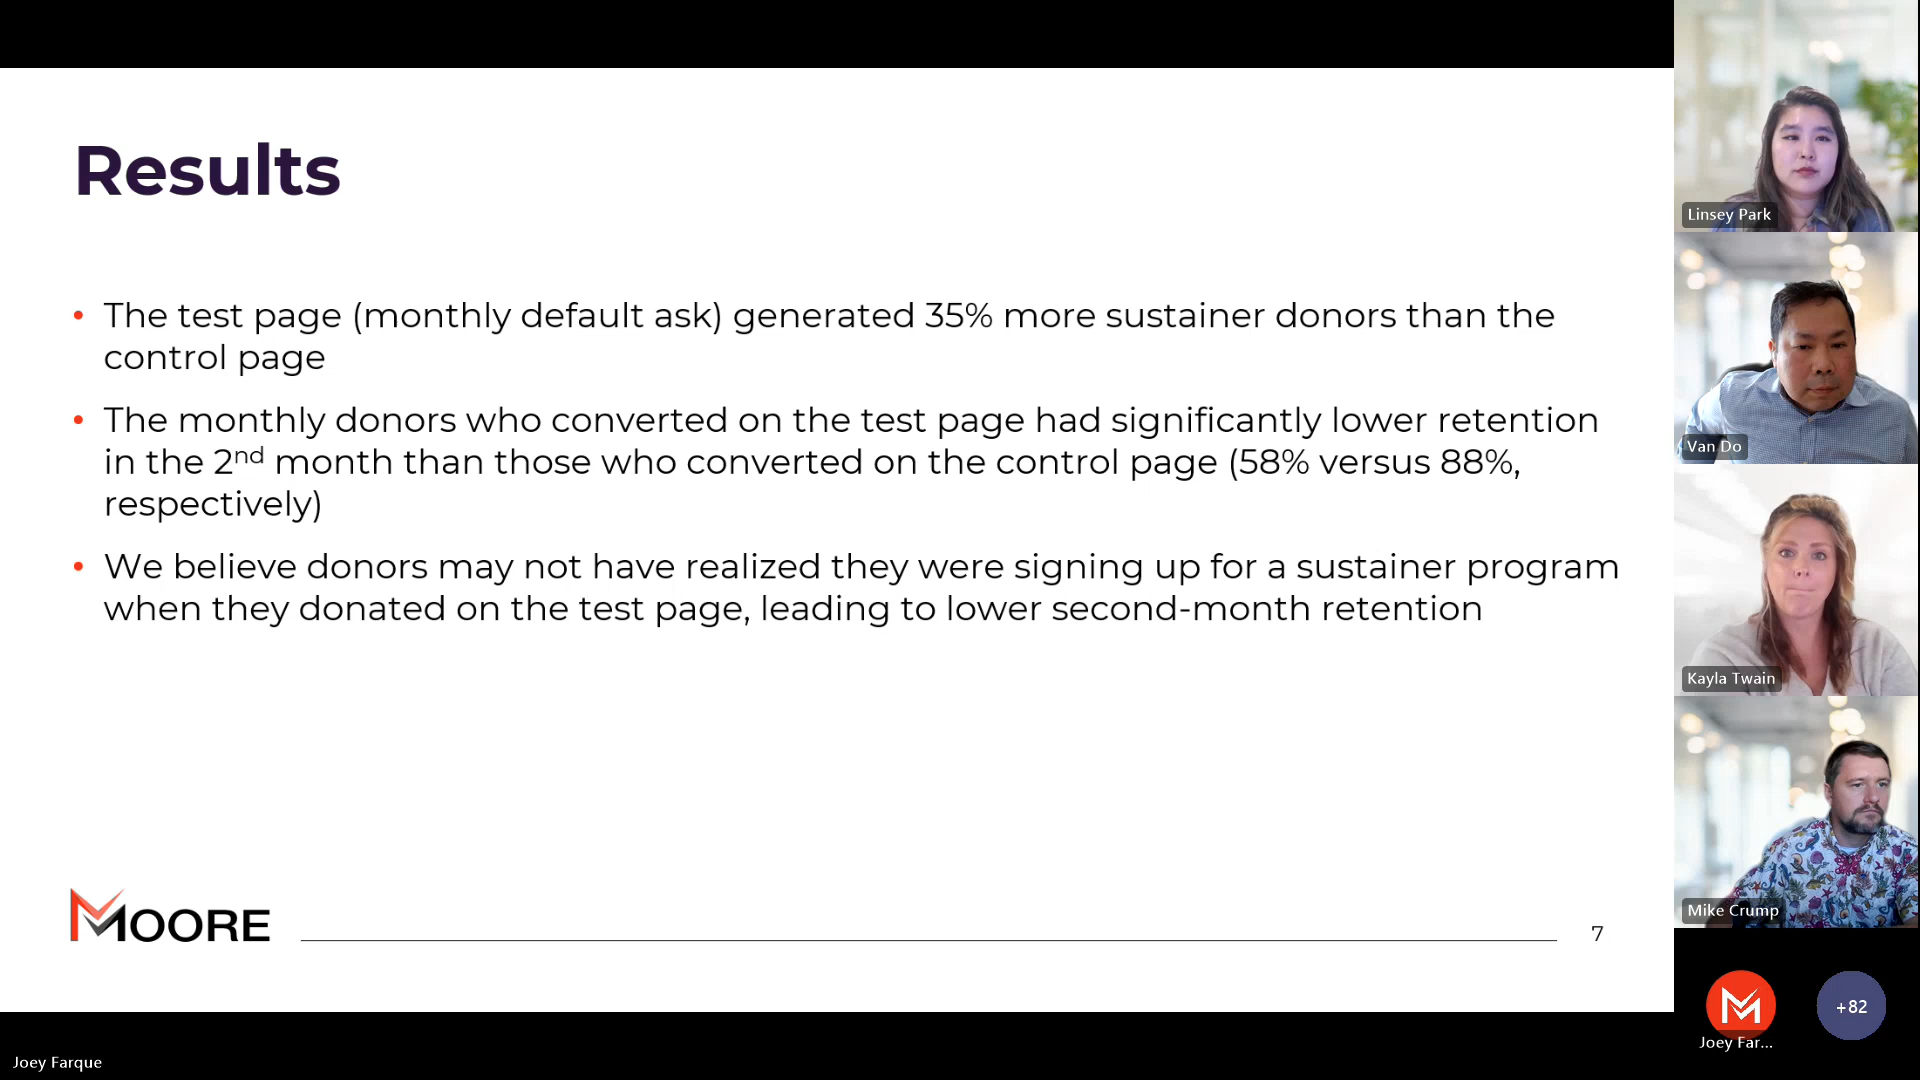 Results
• The test page (monthly default ask) generated 35% more sustainer donors than the
control page
• The monthly donors who converted on the test page had significantly lower retention
in the 2nd month than those who converted on the control page (58% versus 88%,
respectively)
• We believe donors may not have realized they were signing up for a sustainer program
when they donated on the test page, leading to lower second-month retention
MOORE
7
Linsey Park
Van Do
Kayla Twain
Mike Crump
Joey Far...
+82
Joey Farque